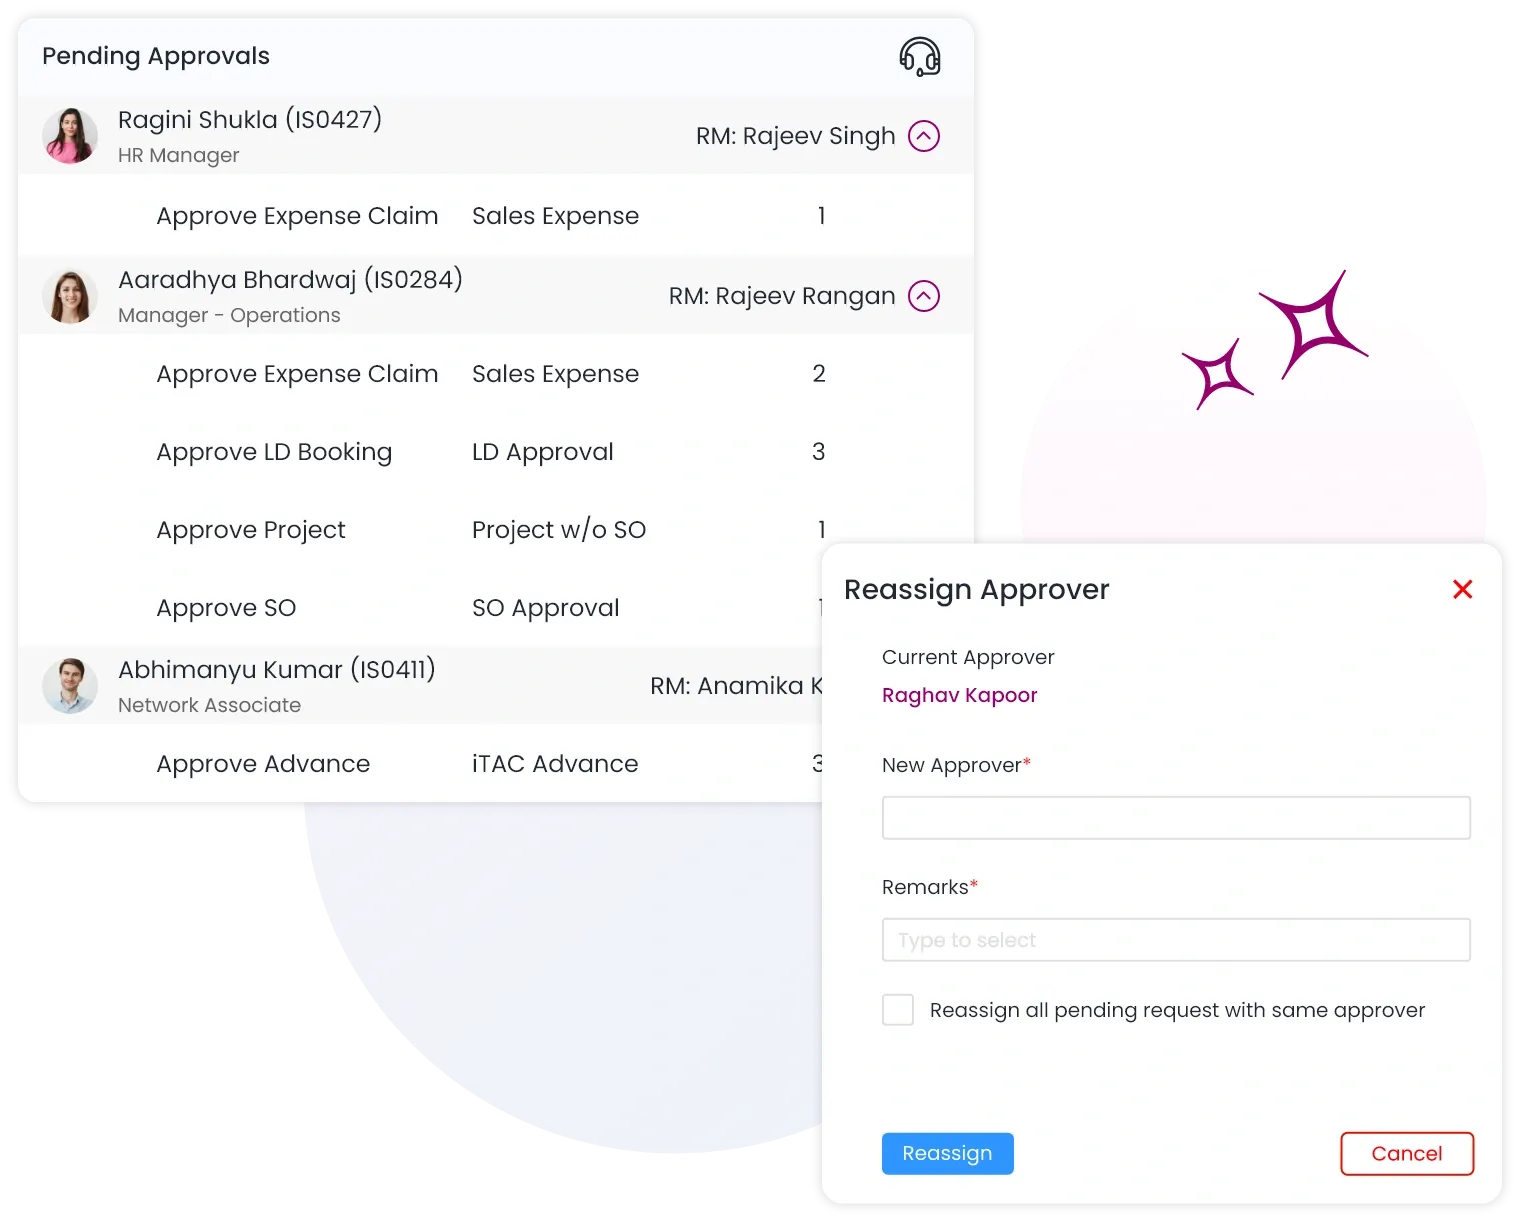 Pending Approvals
Ragini Shukla (IS0427)
HR Manager
RM: Rajeev Singh
Approve Expense Claim Sales Expense 1
Aaradhya Bhardwaj (IS0284)
Manager - Operations
RM: Rajeev Rangan
Approve Expense Claim Sales Expense 2
Approve LD Booking LD Approval 3
Approve Project Project w/o SO 1
Approve SO SO Approval
Abhimanyu Kumar (IS0411)
Network Associate
RM: Anamika
Approve Advance iTAC Advance 3
Reassign Approver
Current Approver
Raghav Kapoor
New Approver*
Remarks*
Type to select
Reassign all pending request with same approver
Reassign
Cancel